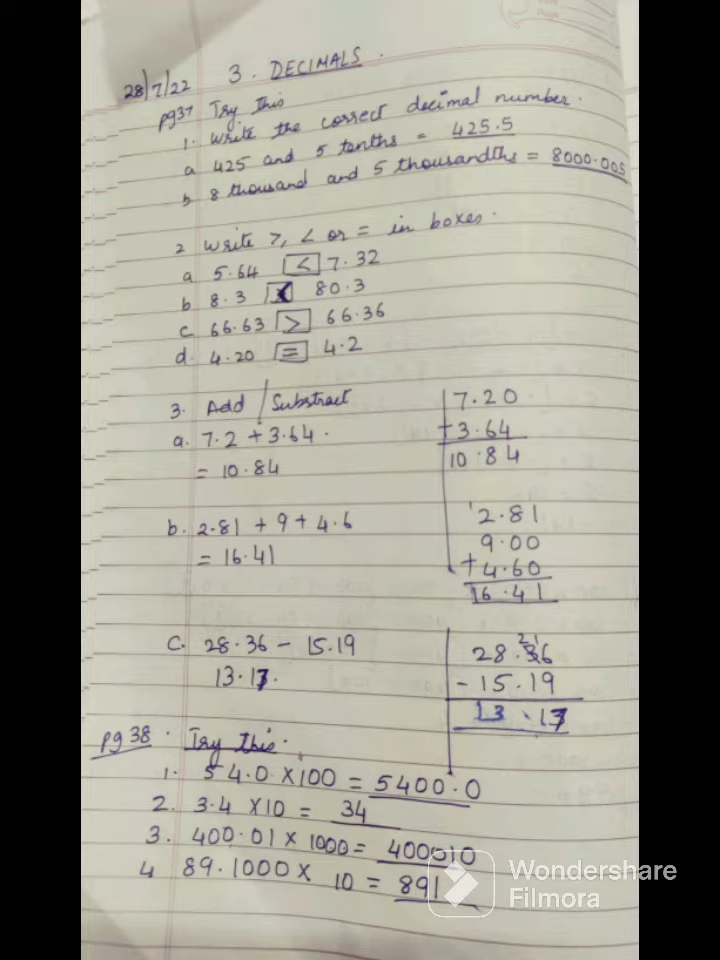 28/7/22 3. DECIMALS.
pg37 Try this
1. Write the correct decimal number.
a 425 and 5 tenths = 425.5
b 8 thousand and 5 thousandths = 8000.005
2 Write >, < or = in boxes.
a 5.64 < 7.32
b 8.3 < 80.3
c 66.63 > 66.36
d. 4.20 = 4.2
3. Add / Substract
a. 7.2 + 3.64.
= 10.84
7.20
+3.64
10.84
b. 2.81 + 9 + 4.6
= 16.41
1
2.81
9.00
+4.60
16.41
C. 28.36 - 15.19
13.17.
2 1
28.36
- 15.19
13.17
pg 38. Try this.
1. 54.0 ×100 = 5400.0
2. 3.4 ×10 = 34
3. 400.01 × 1000 = 400010
4 89.1000 × 10 = 891
Wondershare
Filmora